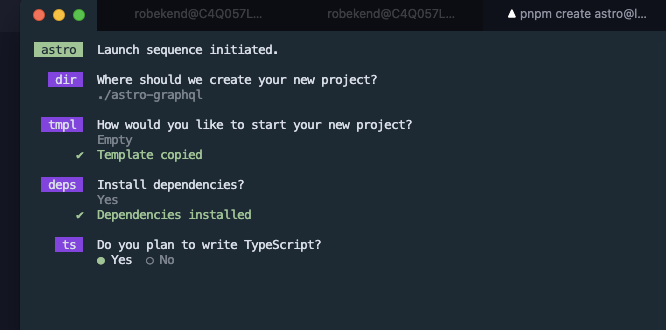 robekend@C4Q057L...
robekend@C4Q057L...
pnpm create astro@l...
astro Launch sequence initiated.
dir Where should we create your new project?
./astro-graphql
tmpl How would you like to start your new project?
Empty
✔ Template copied
deps Install dependencies?
Yes
✔ Dependencies installed
ts Do you plan to write TypeScript?
● Yes ○ No